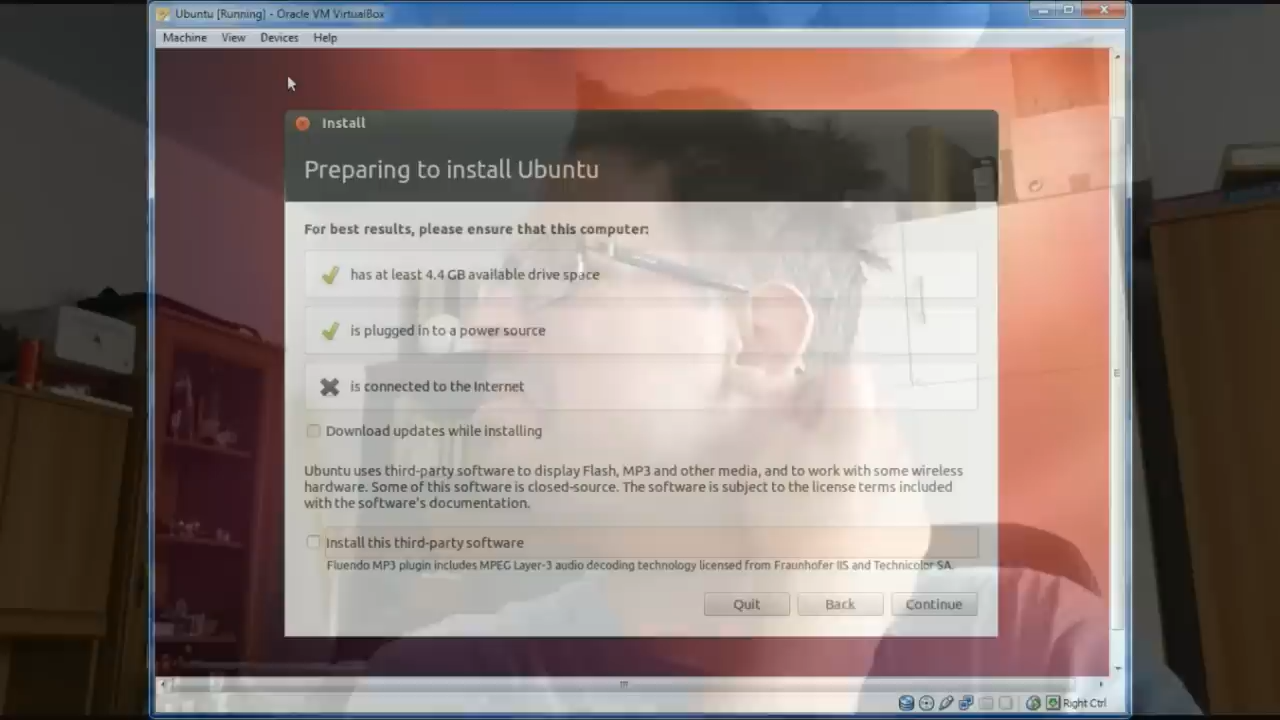 Ubuntu [Running] - Oracle VM VirtualBox
Machine View Devices Help
Install
Preparing to install Ubuntu
For best results, please ensure that this computer:
has at least 4.4 GB available drive space
is plugged in to a power source
is connected to the Internet
Download updates while installing
Ubuntu uses third-party software to display Flash, MP3 and other media, and to work with some wireless
hardware. Some of this software is closed-source. The software is subject to the license terms included
with the software's documentation.
Install this third-party software
Fluendo MP3 plugin includes MPEG Layer-3 audio decoding technology licensed from Fraunhofer IIS and Technicolor SA.
Quit Back Continue
Right Ctrl